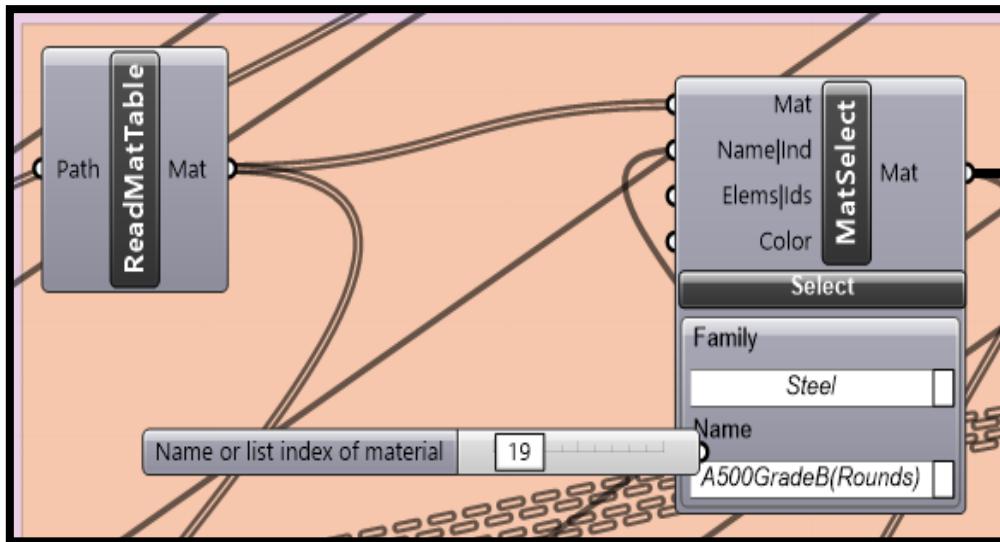 Path
ReadMatTable
Mat
Mat
Name|Ind
Elems|Ids
Color
MatSelect
Mat
Select
Family
Steel
Name
A500GradeB(Rounds)
Name or list index of material
19